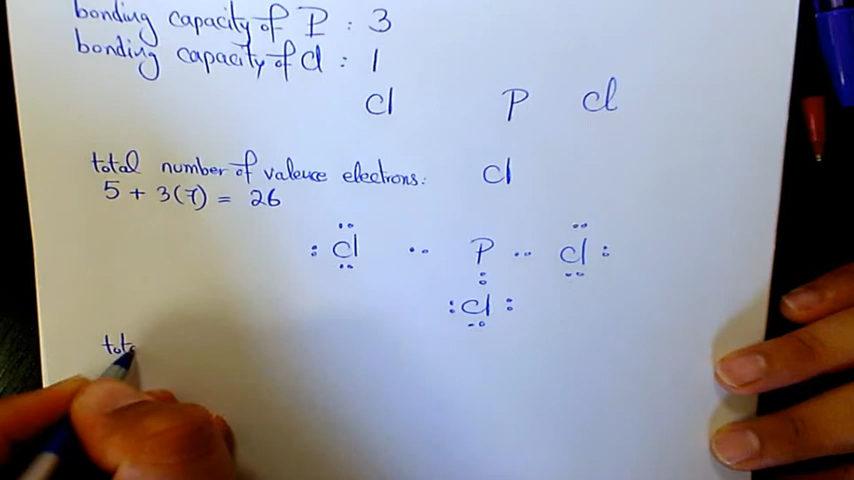 bonding capacity of P : 3
bonding capacity of Cl : 1
Cl P Cl
total number of valence electrons: Cl
5 + 3(7) = 26
:Cl ·· P ·· Cl:
:Cl:
tota